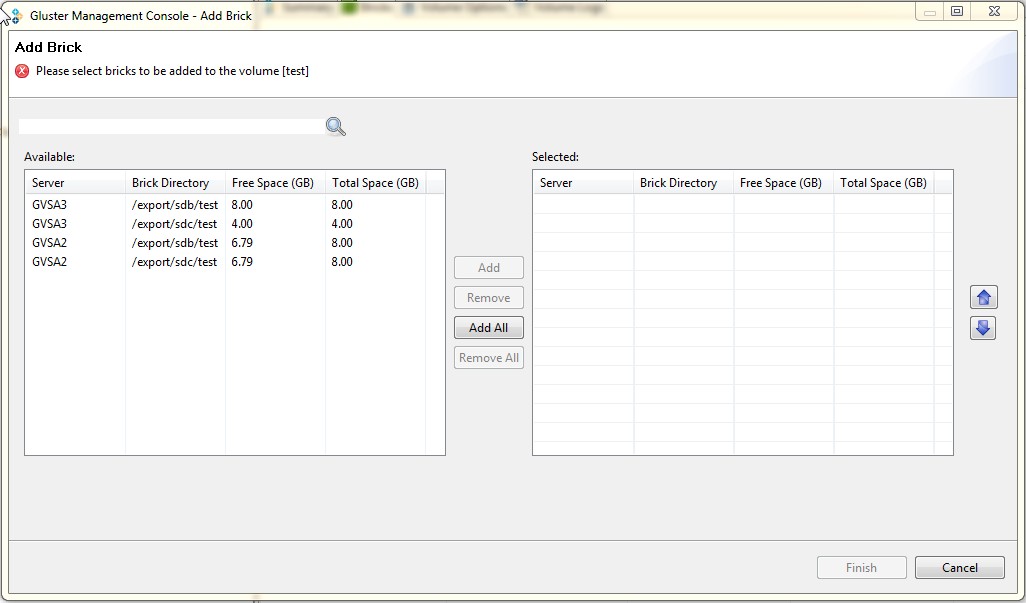 Gluster Management Console - Add Brick
Add Brick
Please select bricks to be added to the volume [test]
Available:
Server Brick Directory Free Space (GB) Total Space (GB)
GVSA3 /export/sdb/test 8.00 8.00
GVSA3 /export/sdc/test 4.00 4.00
GVSA2 /export/sdb/test 6.79 8.00
GVSA2 /export/sdc/test 6.79 8.00
Add
Remove
Add All
Remove All
Selected:
Server Brick Directory Free Space (GB) Total Space (GB)
Finish Cancel